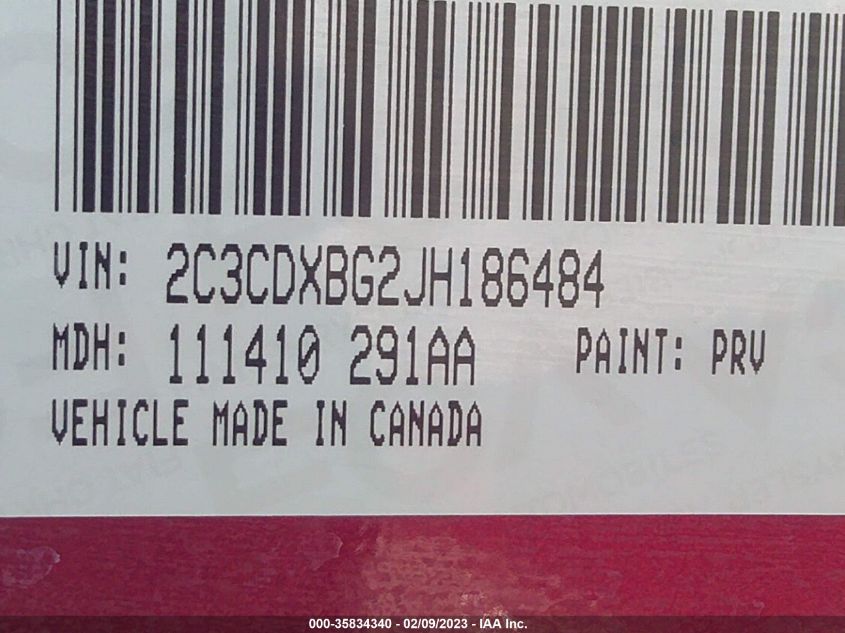 VIN: 2C3CDXBG2JH186484
MDH: 111410 291AA PAINT: PRV
VEHICLE MADE IN CANADA
000-35834340 - 02/09/2023 - IAA Inc.